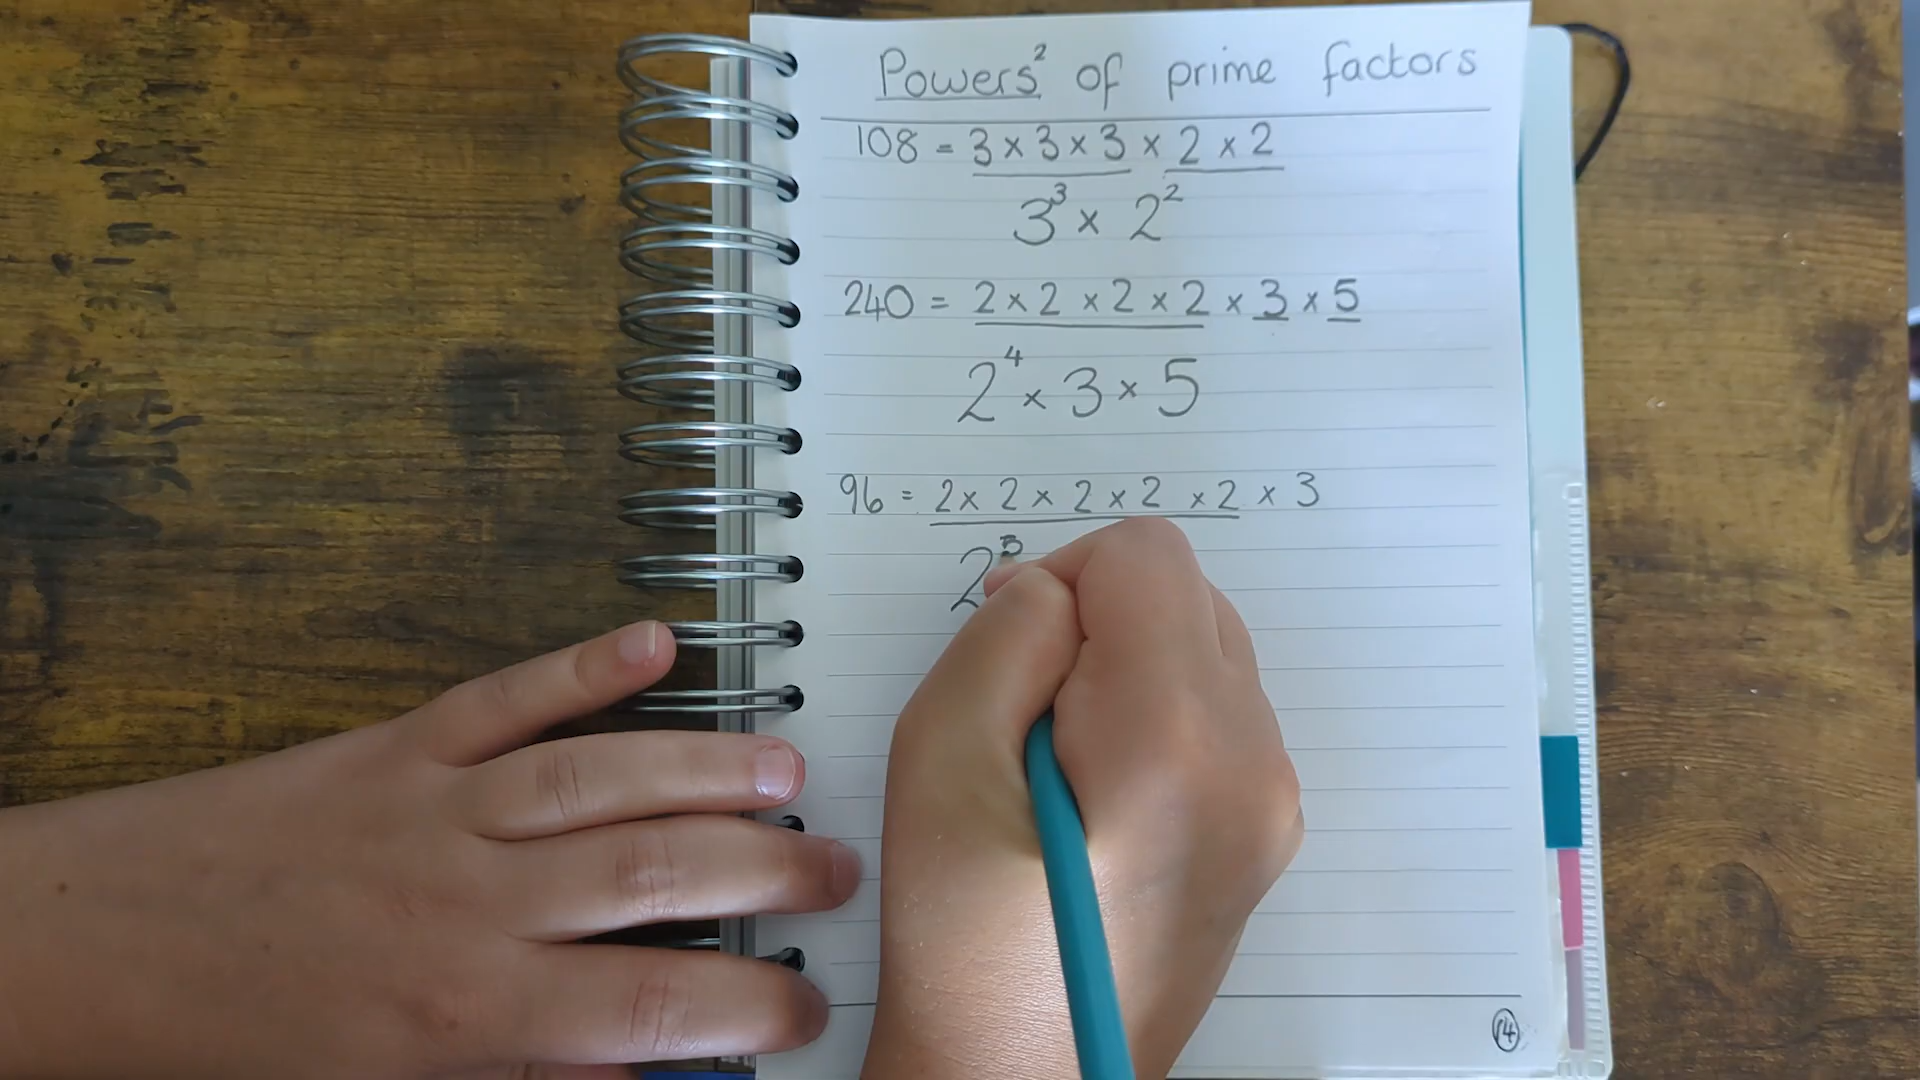 Powers² of prime factors
108 = 3 × 3 × 3 × 2 × 2
3³ × 2²
240 = 2 × 2 × 2 × 2 × 3 × 5
2⁴ × 3 × 5
96 = 2 × 2 × 2 × 2 × 2 × 3
2⁵
14